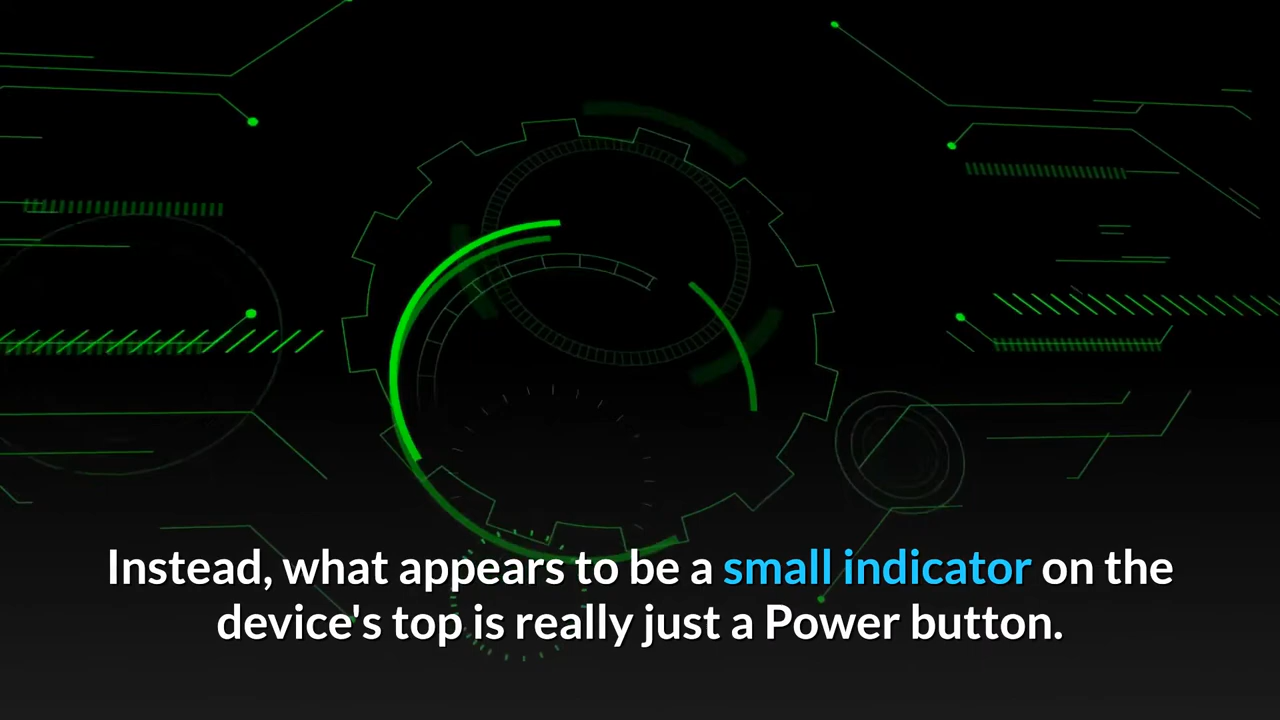 Instead, what appears to be a small indicator on the
device's top is really just a Power button.